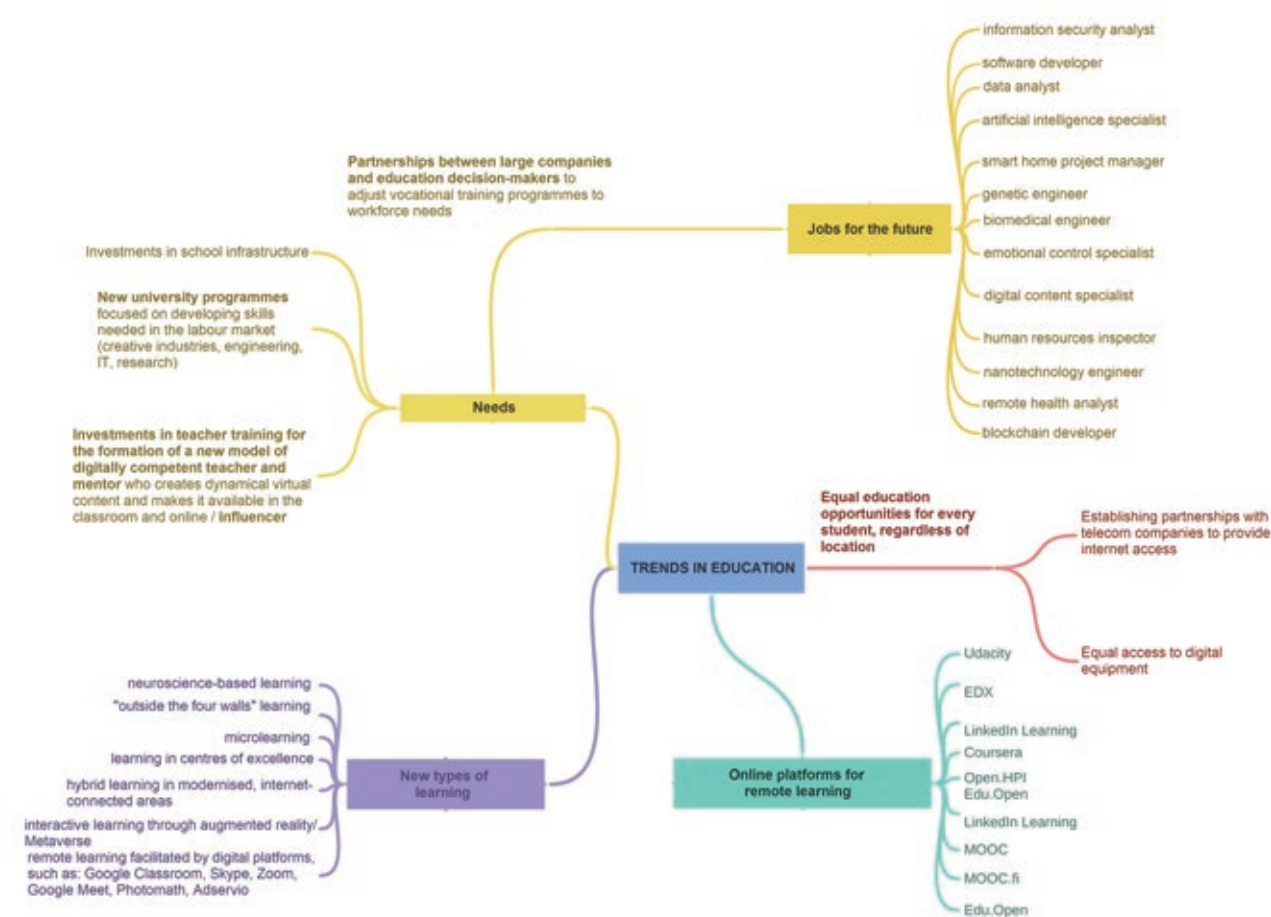 information security analyst
software developer
data analyst
artificial intelligence specialist
smart home project manager
genetic engineer
biomedical engineer
emotional control specialist
digital content specialist
human resources inspector
nanotechnology engineer
remote health analyst
blockchain developer
Jobs for the future
Partnerships between large companies
and education decision-makers to
adjust vocational training programmes to
workforce needs
Investments in school infrastructure
New university programmes
focused on developing skills
needed in the labour market
(creative industries, engineering,
IT, research)
Needs
Investments in teacher training for
the formation of a new model of
digitally competent teacher and
mentor who creates dynamical virtual
content and makes it available in the
classroom and online / influencer
TRENDS IN EDUCATION
Equal education
opportunities for every
student, regardless of
location
Establishing partnerships with
telecom companies to provide
internet access
Equal access to digital
equipment
neuroscience-based learning
"outside the four walls" learning
microlearning
learning in centres of excellence
hybrid learning in modernised, internet-
connected areas
interactive learning through augmented reality/
Metaverse
remote learning facilitated by digital platforms,
such as: Google Classroom, Skype, Zoom,
Google Meet, Photomath, Adservio
New types of
learning
Online platforms for
remote learning
Udacity
EDX
LinkedIn Learning
Coursera
Open.HPI
Edu.Open
LinkedIn Learning
MOOC
MOOC.fi
Edu.Open